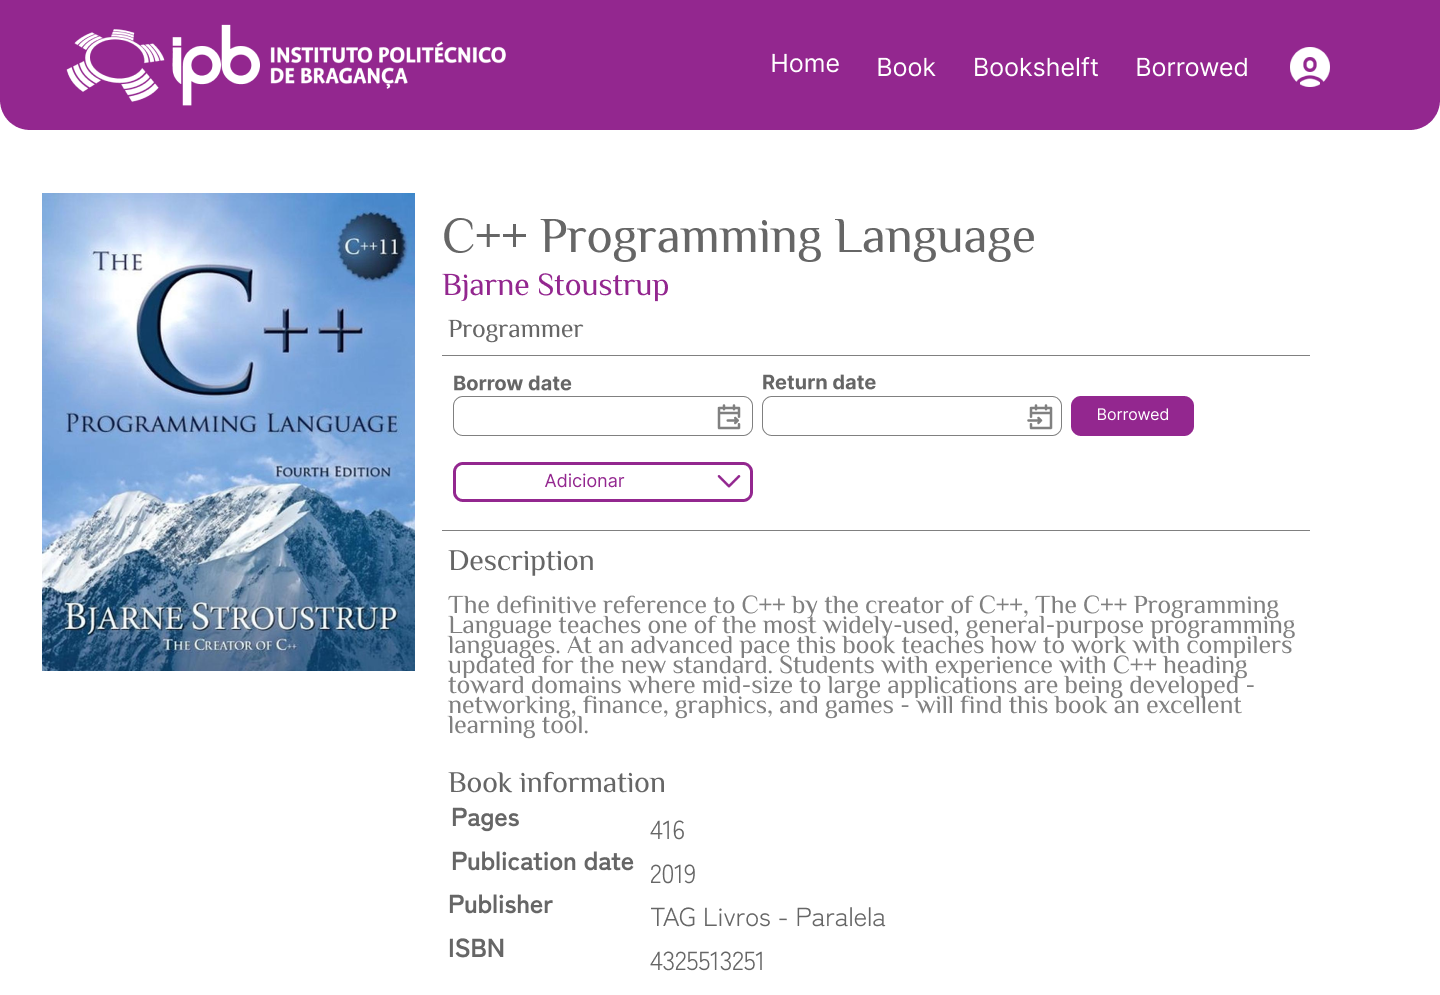 ipb INSTITUTO POLITÉCNICO
DE BRAGANÇA
Home Book Bookshelft Borrowed
THE
C++11
C++
PROGRAMMING LANGUAGE
FOURTH EDITION
BJARNE STROUSTRUP
THE CREATOR OF C++
C++ Programming Language
Bjarne Stoustrup
Programmer
Borrow date Return date
Borrowed
Adicionar
Description
The definitive reference to C++ by the creator of C++, The C++ Programming
Language teaches one of the most widely-used, general-purpose programming
languages. At an advanced pace this book teaches how to work with compilers
updated for the new standard. Students with experience with C++ heading
toward domains where mid-size to large applications are being developed -
networking, finance, graphics, and games - will find this book an excellent
learning tool.
Book information
Pages 416
Publication date 2019
Publisher TAG Livros - Paralela
ISBN 4325513251